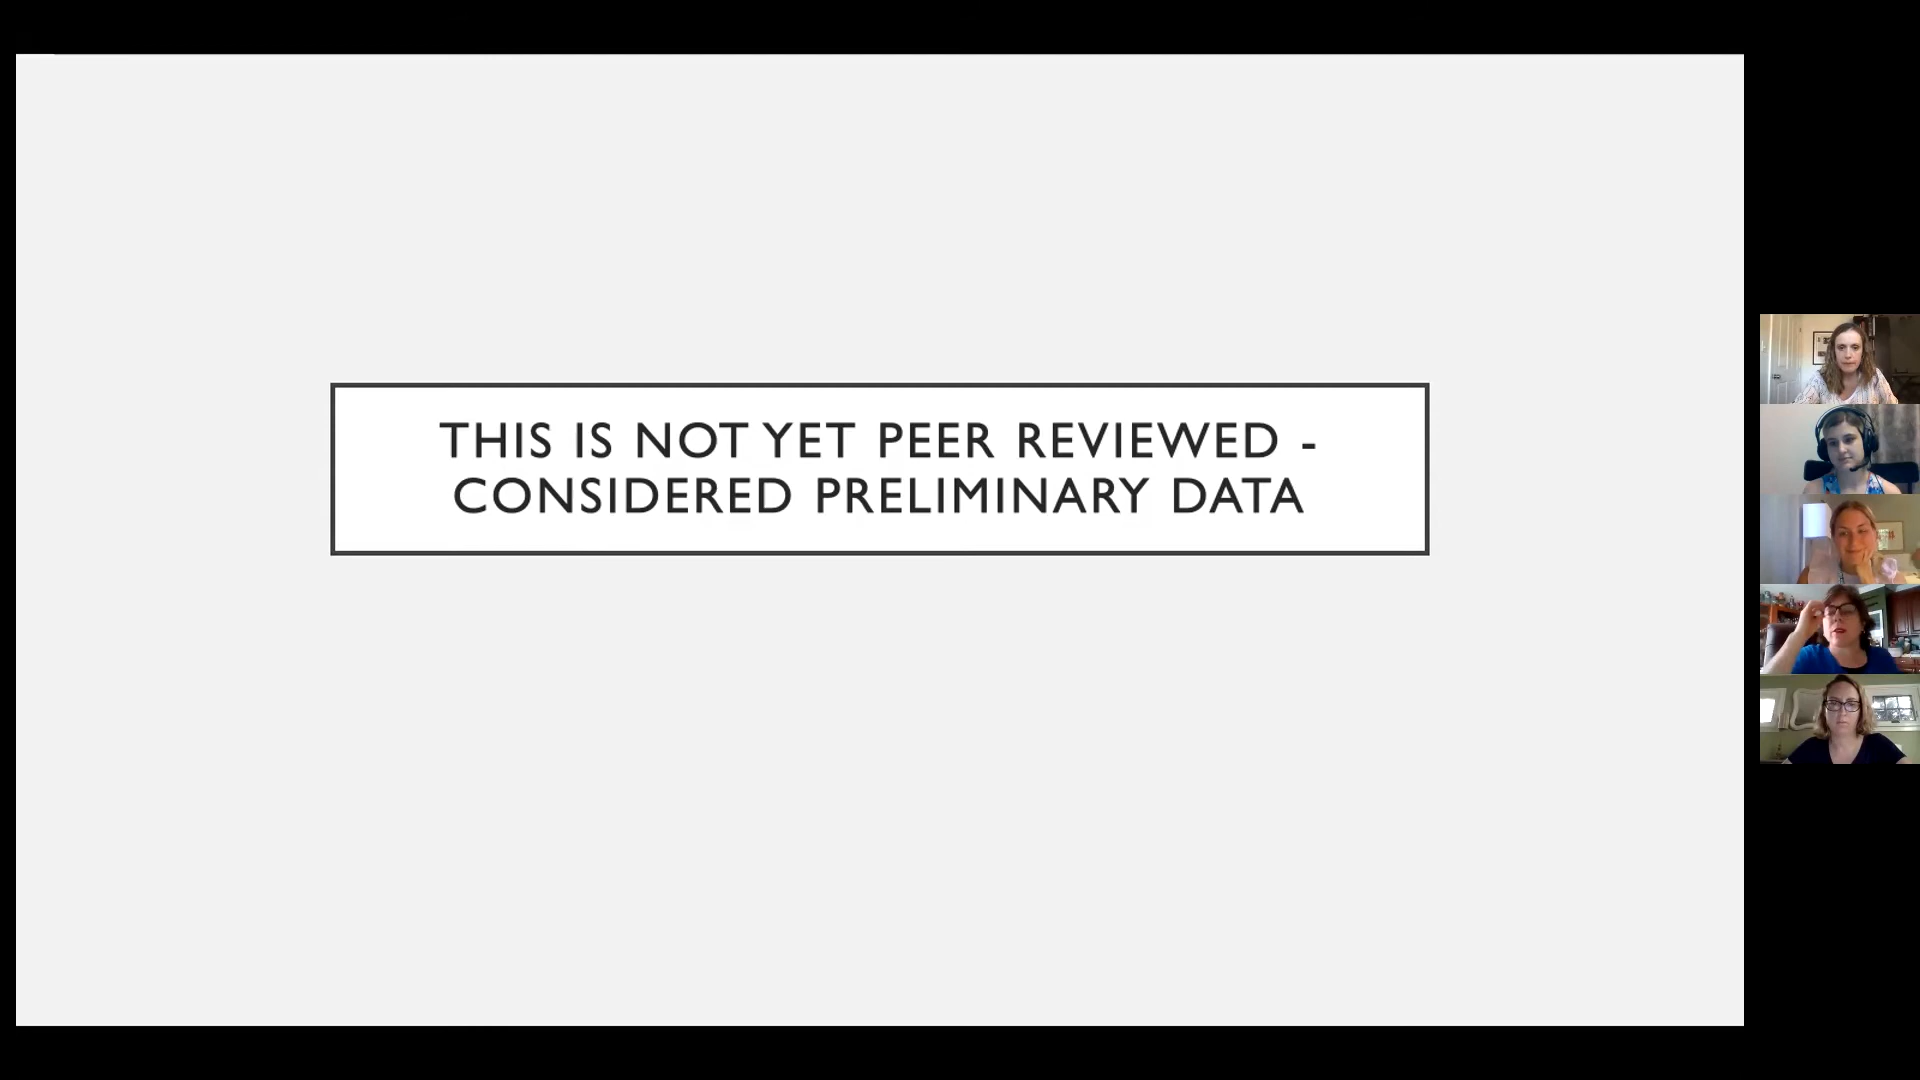 THIS IS NOT YET PEER REVIEWED -
CONSIDERED PRELIMINARY DATA